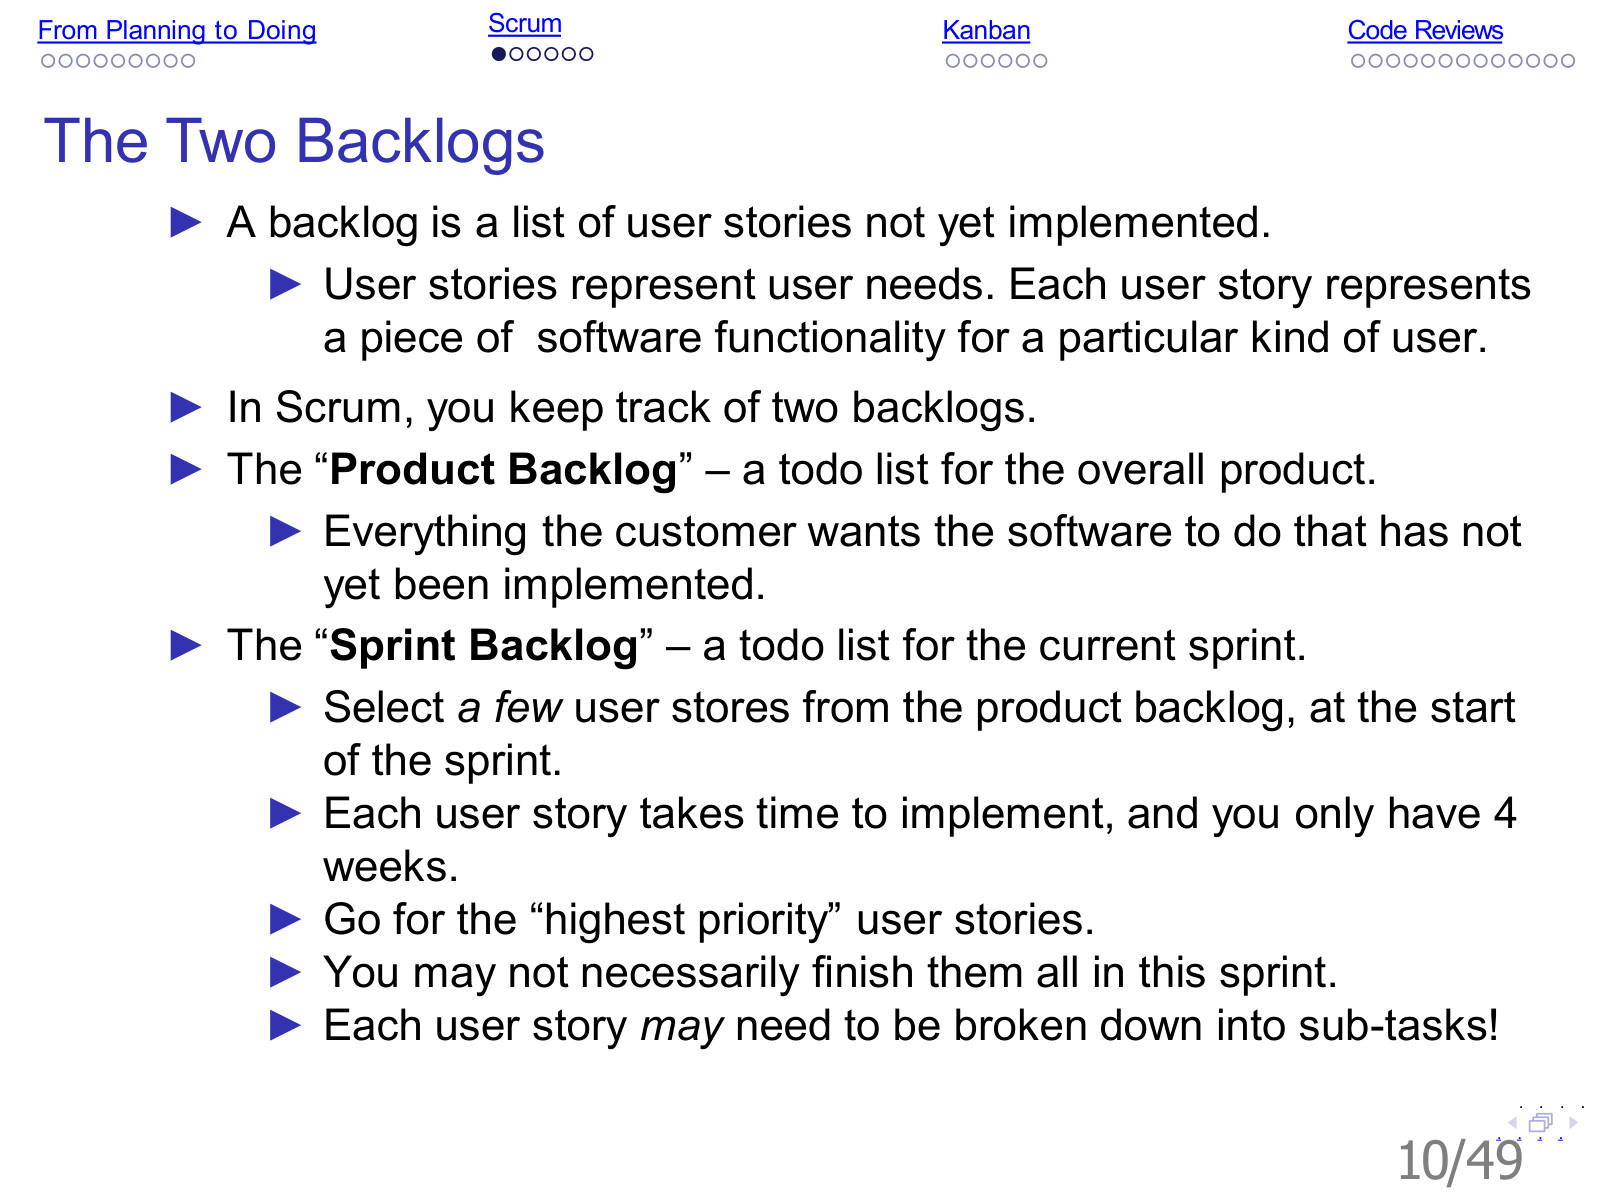 From Planning to Doing
Scrum
Kanban
Code Reviews
The Two Backlogs
A backlog is a list of user stories not yet implemented.
User stories represent user needs. Each user story represents
a piece of  software functionality for a particular kind of user.
In Scrum, you keep track of two backlogs.
The “Product Backlog” – a todo list for the overall product.
Everything the customer wants the software to do that has not
yet been implemented.
The “Sprint Backlog” – a todo list for the current sprint.
Select a few user stores from the product backlog, at the start
of the sprint.
Each user story takes time to implement, and you only have 4
weeks.
Go for the “highest priority” user stories.
You may not necessarily finish them all in this sprint.
Each user story may need to be broken down into sub-tasks!
10/49